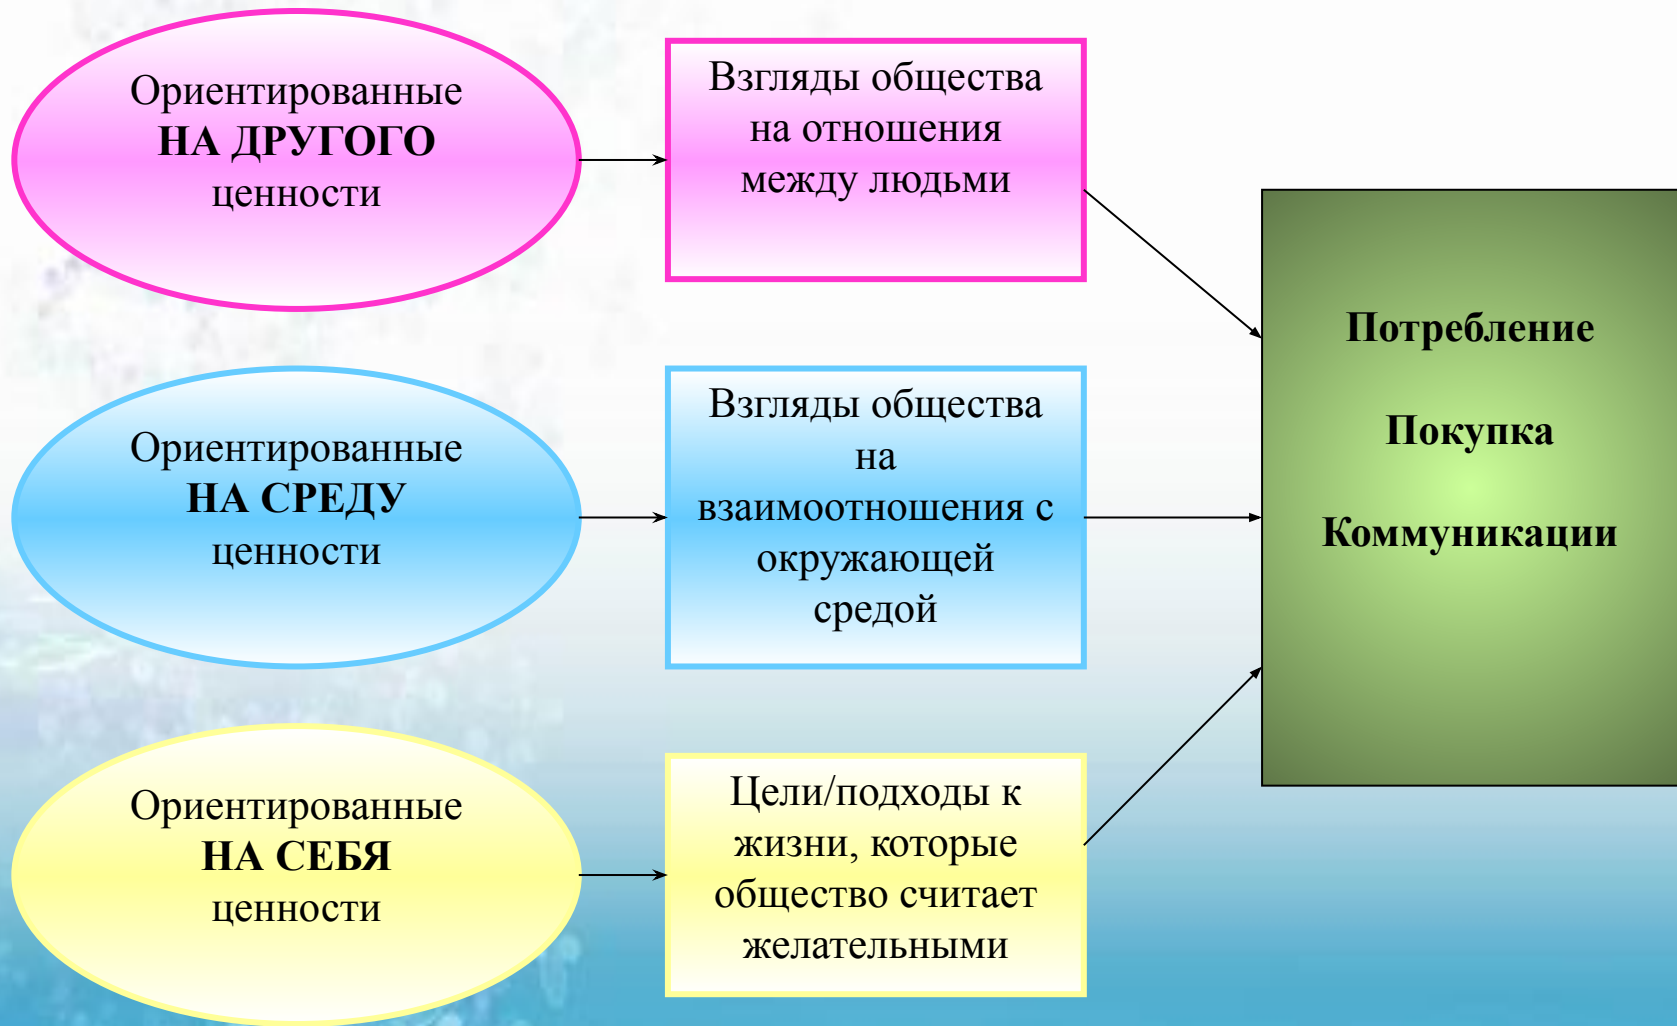 Ориентированные
НА ДРУГОГО
ценности
Взгляды общества
на отношения
между людьми
Ориентированные
НА СРЕДУ
ценности
Взгляды общества
на
взаимоотношения с
окружающей
средой
Ориентированные
НА СЕБЯ
ценности
Цели/подходы к
жизни, которые
общество считает
желательными
Потребление
Покупка
Коммуникации